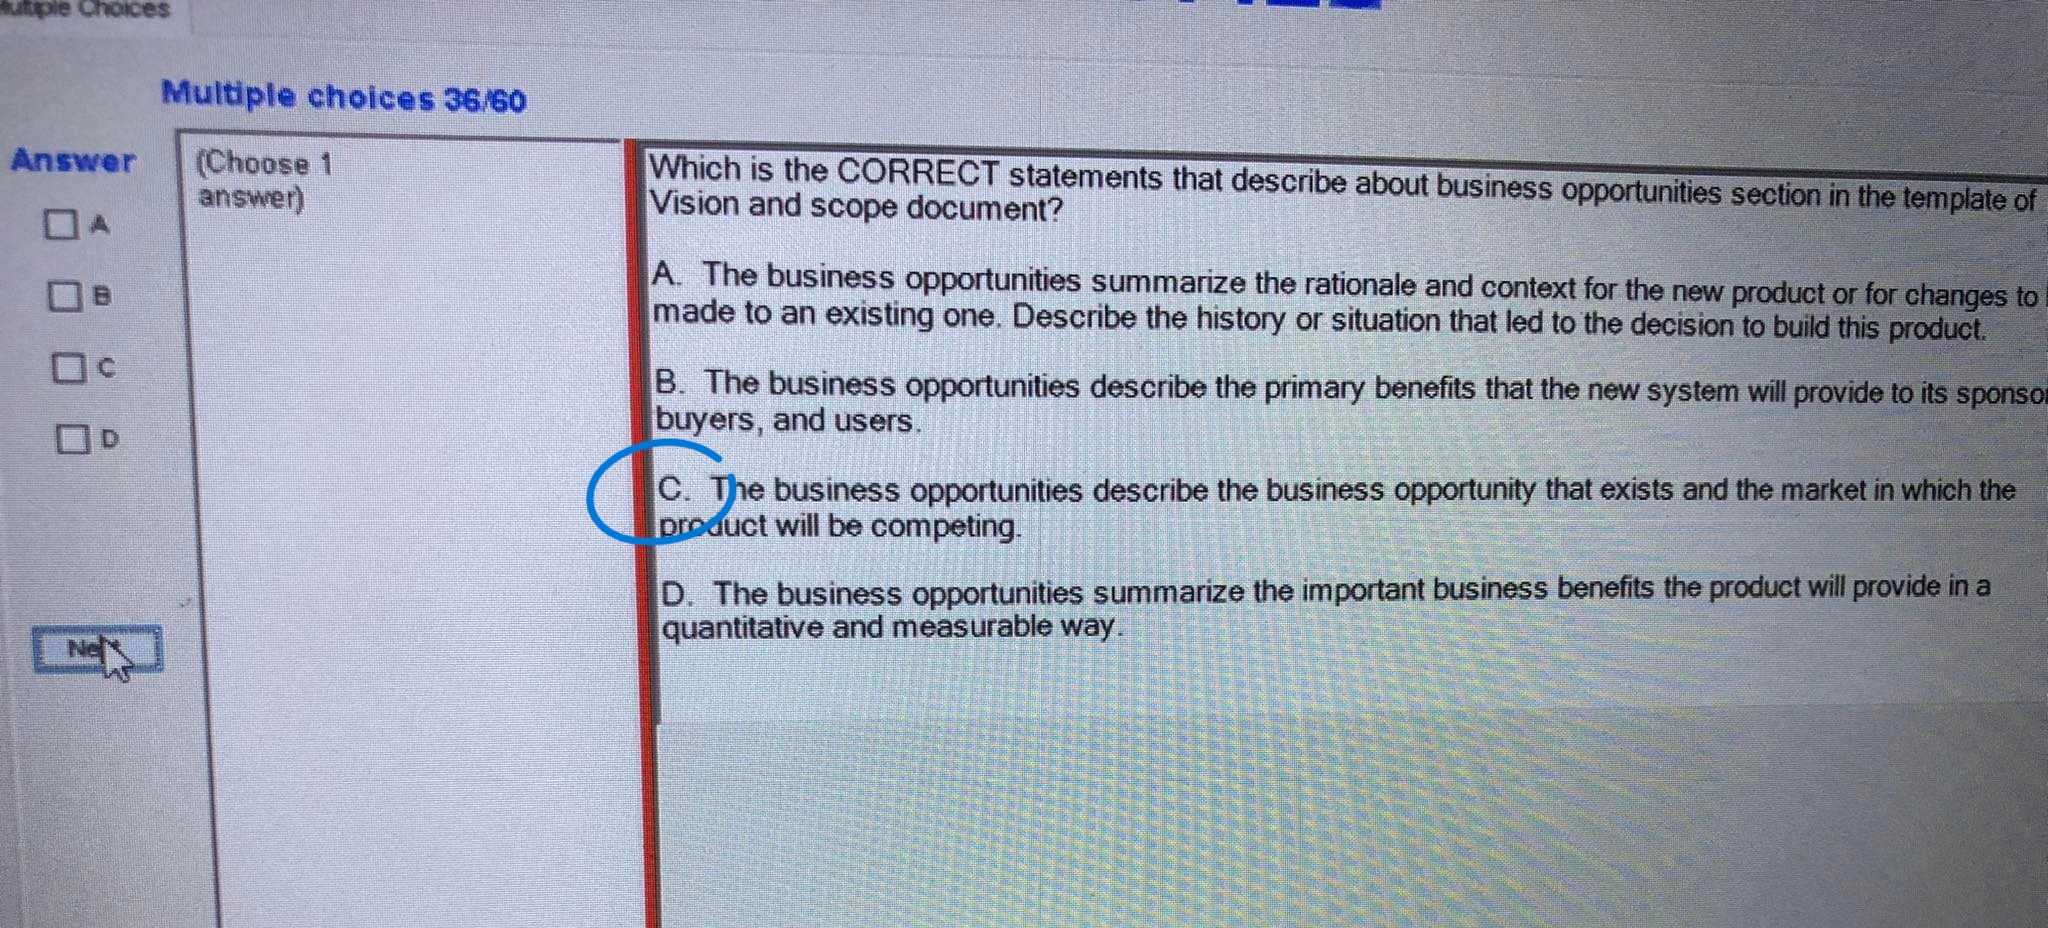 Multiple Choices
Multiple choices 36/60
Answer
(Choose 1
answer)
A
B
C
D
Which is the CORRECT statements that describe about business opportunities section in the template of
Vision and scope document?
A. The business opportunities summarize the rationale and context for the new product or for changes to
made to an existing one. Describe the history or situation that led to the decision to build this product.
B. The business opportunities describe the primary benefits that the new system will provide to its
buyers, and users.
C. The business opportunities describe the business opportunity that exists and the market in which the
product will be competing.
D. The business opportunities summarize the important business benefits the product will provide in a
quantitative and measurable way.